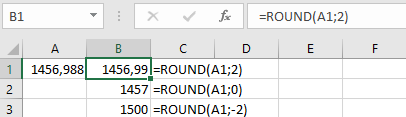 B1 fx =ROUND(A1;2)
A B C D E F
1 1456,988 1456,99 =ROUND(A1;2)
2 1457 =ROUND(A1;0)
3 1500 =ROUND(A1;-2)